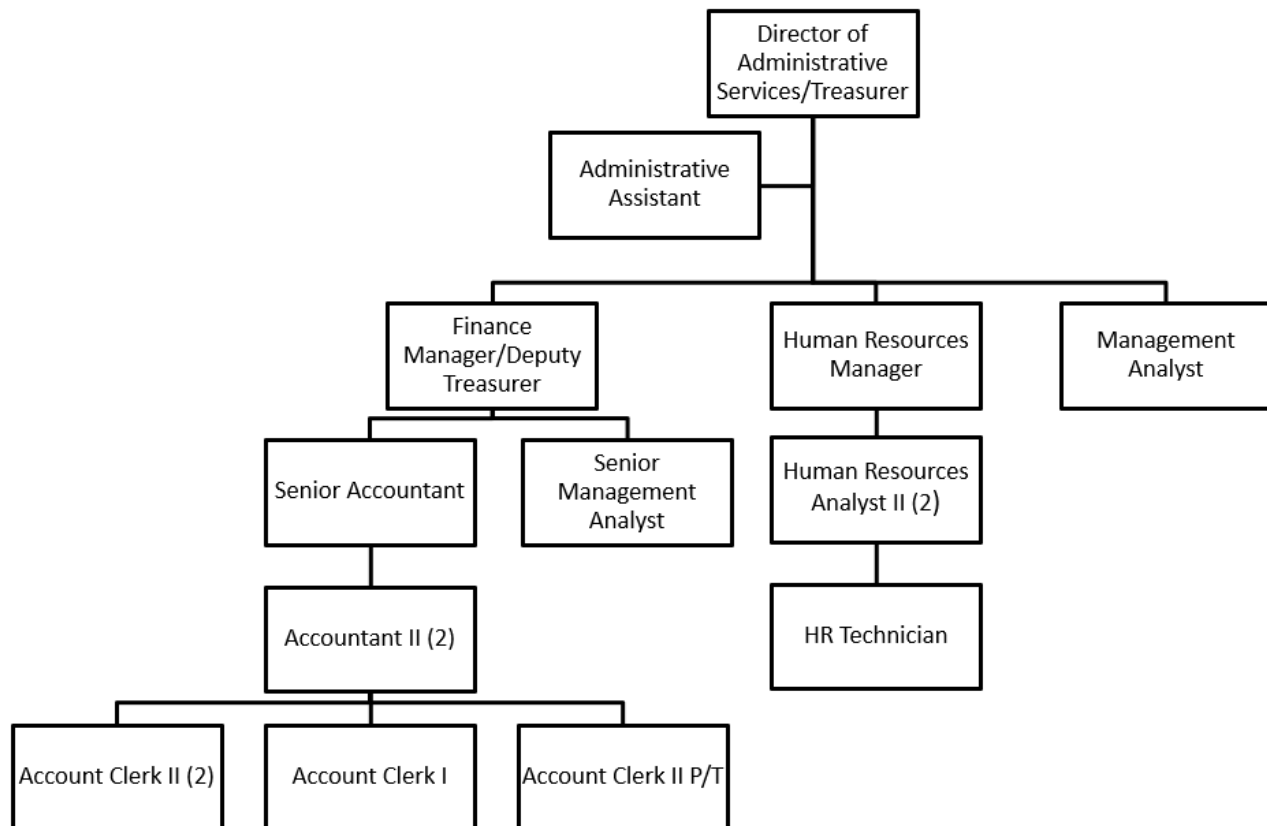 Director of
Administrative
Services/Treasurer
Administrative
Assistant
Finance
Manager/Deputy
Treasurer
Human Resources
Manager
Management
Analyst
Senior Accountant
Senior
Management
Analyst
Human Resources
Analyst II (2)
Accountant II (2)
HR Technician
Account Clerk II (2)
Account Clerk I
Account Clerk II P/T